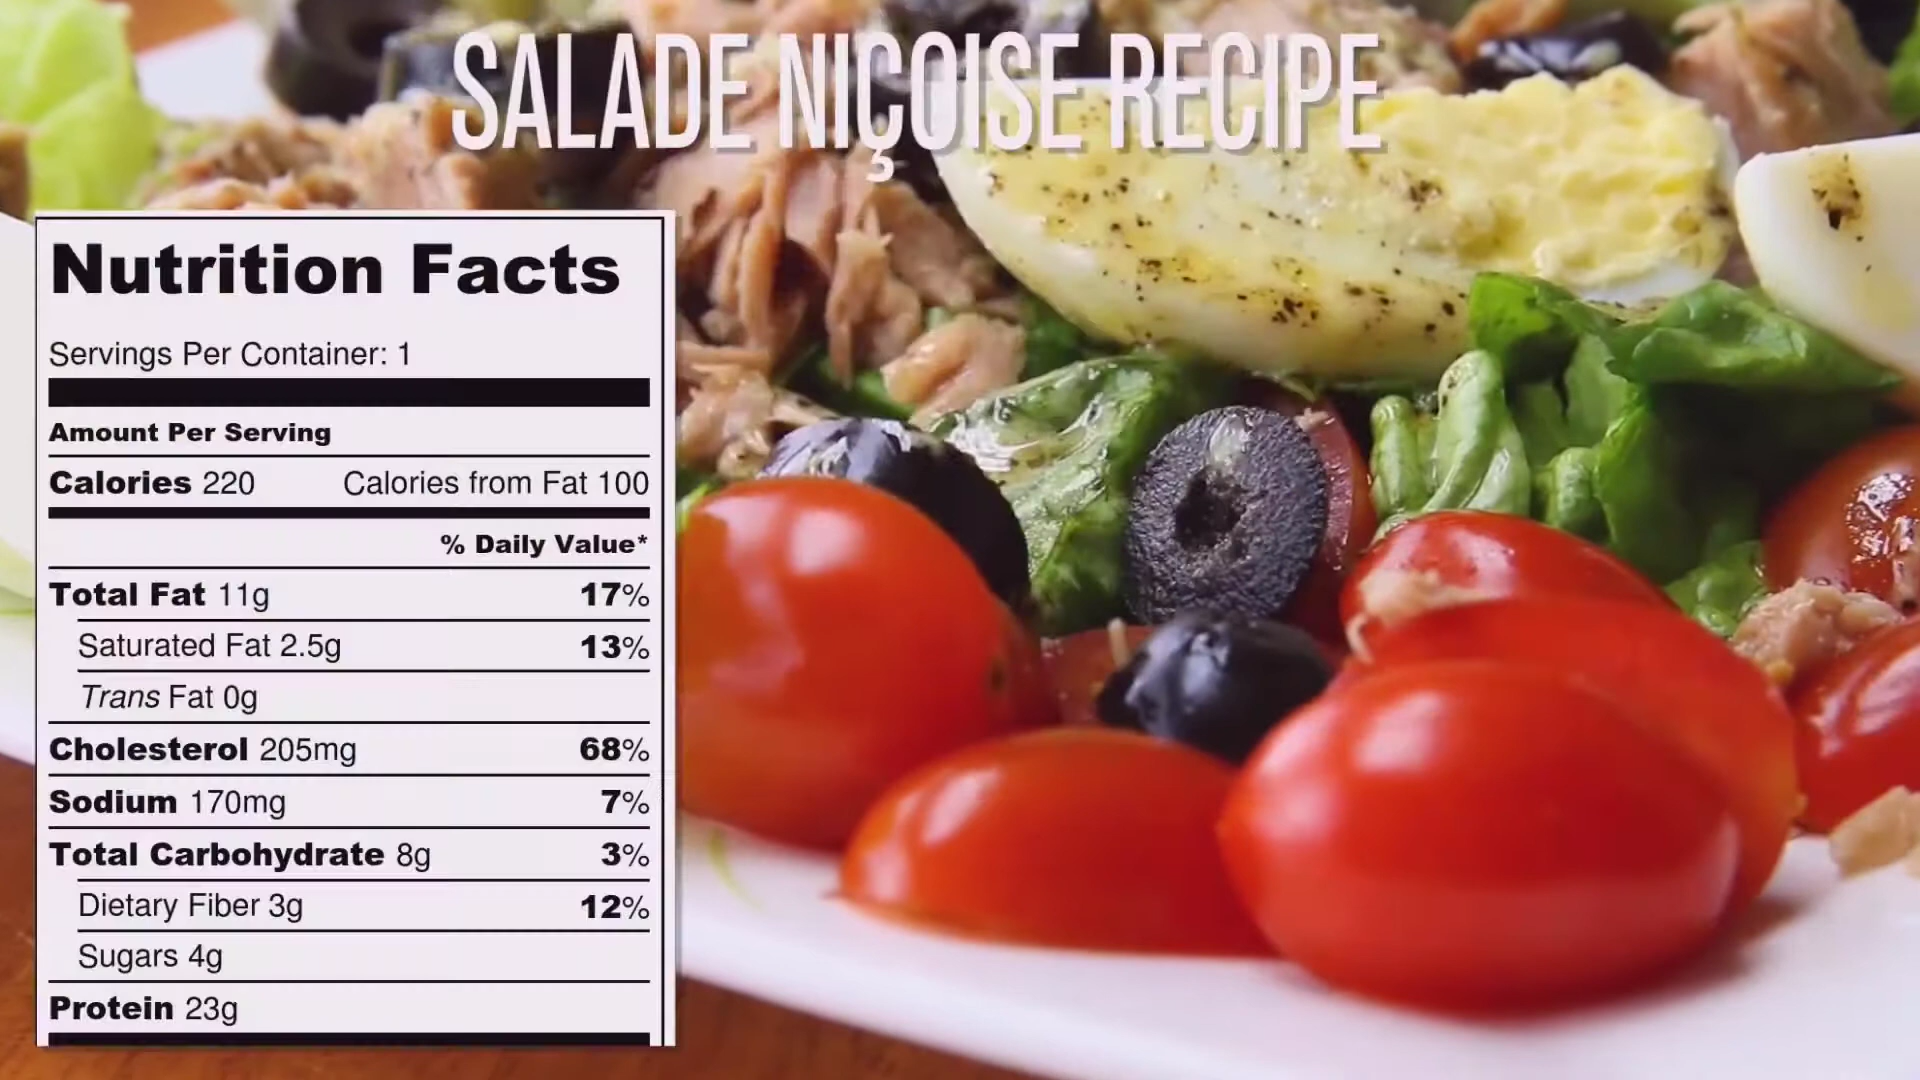 SALADE NIÇOISE RECIPE
Nutrition Facts
Servings Per Container: 1
Amount Per Serving
Calories 220 Calories from Fat 100
% Daily Value*
Total Fat 11g 17%
Saturated Fat 2.5g 13%
Trans Fat 0g
Cholesterol 205mg 68%
Sodium 170mg 7%
Total Carbohydrate 8g 3%
Dietary Fiber 3g 12%
Sugars 4g
Protein 23g